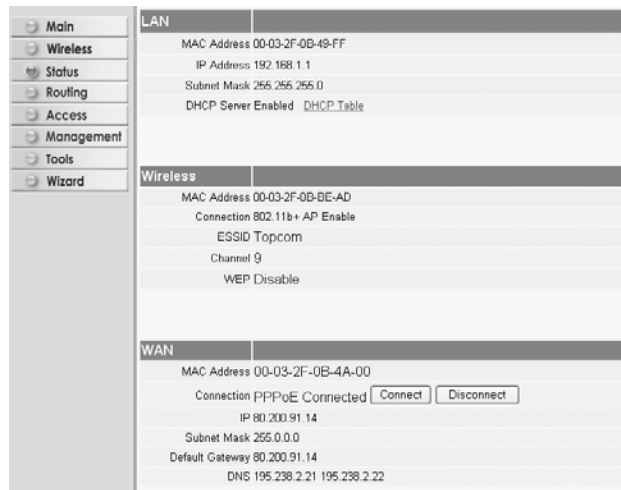 Main
Wireless
Status
Routing
Access
Management
Tools
Wizard
LAN
MAC Address 00-03-2F-0B-49-FF
IP Address 192.168.1.1
Subnet Mask 255.255.255.0
DHCP Server Enabled DHCP Table
Wireless
MAC Address 00-03-2F-0B-BE-AD
Connection 802.11b+ AP Enable
ESSID Topcom
Channel 9
WEP Disable
WAN
MAC Address 00-03-2F-0B-4A-00
Connection PPPoE Connected Connect Disconnect
IP 80.200.91.14
Subnet Mask 255.0.0.0
Default Gateway 80.200.91.14
DNS 195.238.2.21 195.238.2.22